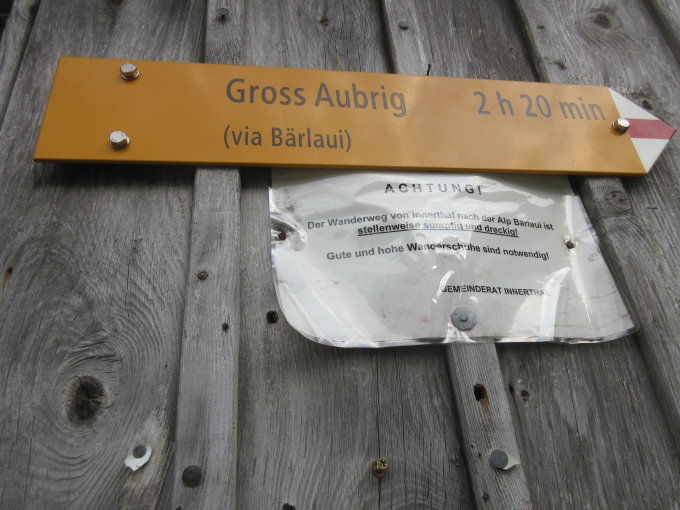 Gross Aubrig 2 h 20 min
(via Bärlaui)
ACHTUNG!
Der Wanderweg von Innerthal nach der Alp Bärlaui ist
stellenweise sumpfig und dreckig!
Gute und hohe Wanderschuhe sind notwendig!
GEMEINDERAT INNERTHAL